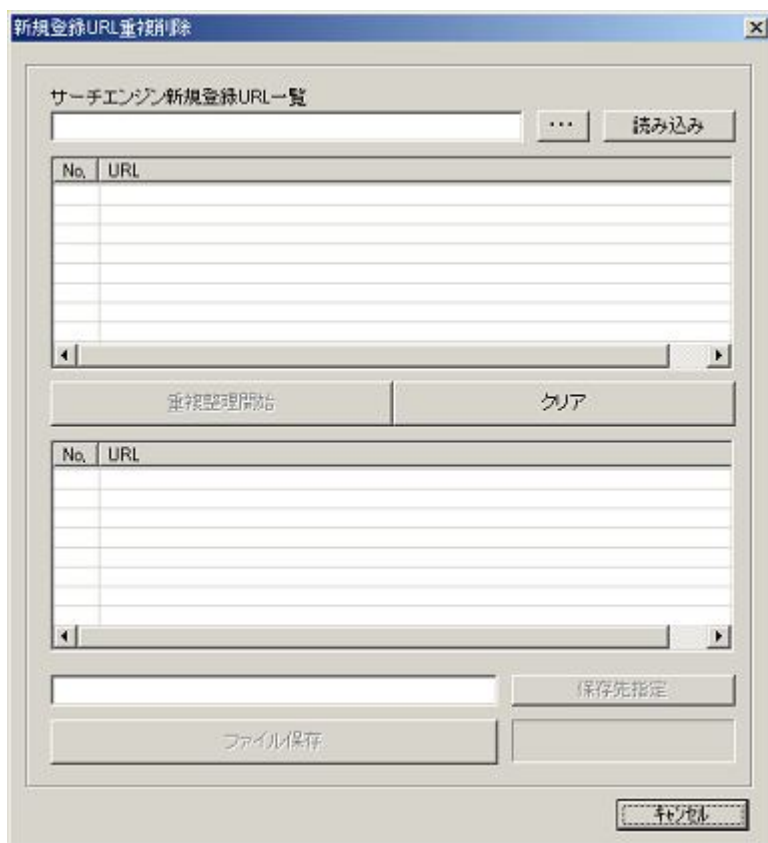 新規登録URL重複削除
サーチエンジン新規登録URL一覧
... 読み込み
No. URL
重複整理開始 クリア
No. URL
保存先指定
ファイル保存
キャンセル